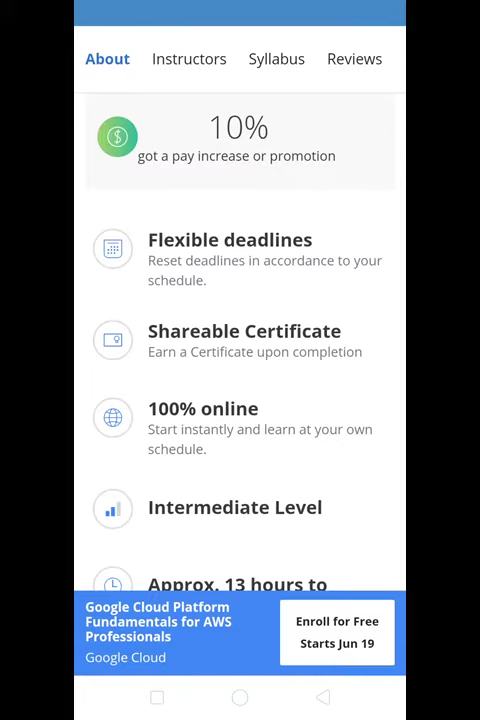 About Instructors Syllabus Reviews
10%
got a pay increase or promotion
Flexible deadlines
Reset deadlines in accordance to your
schedule.
Shareable Certificate
Earn a Certificate upon completion
100% online
Start instantly and learn at your own
schedule.
Intermediate Level
Approx. 13 hours to
Google Cloud Platform
Fundamentals for AWS
Professionals
Google Cloud
Enroll for Free
Starts Jun 19